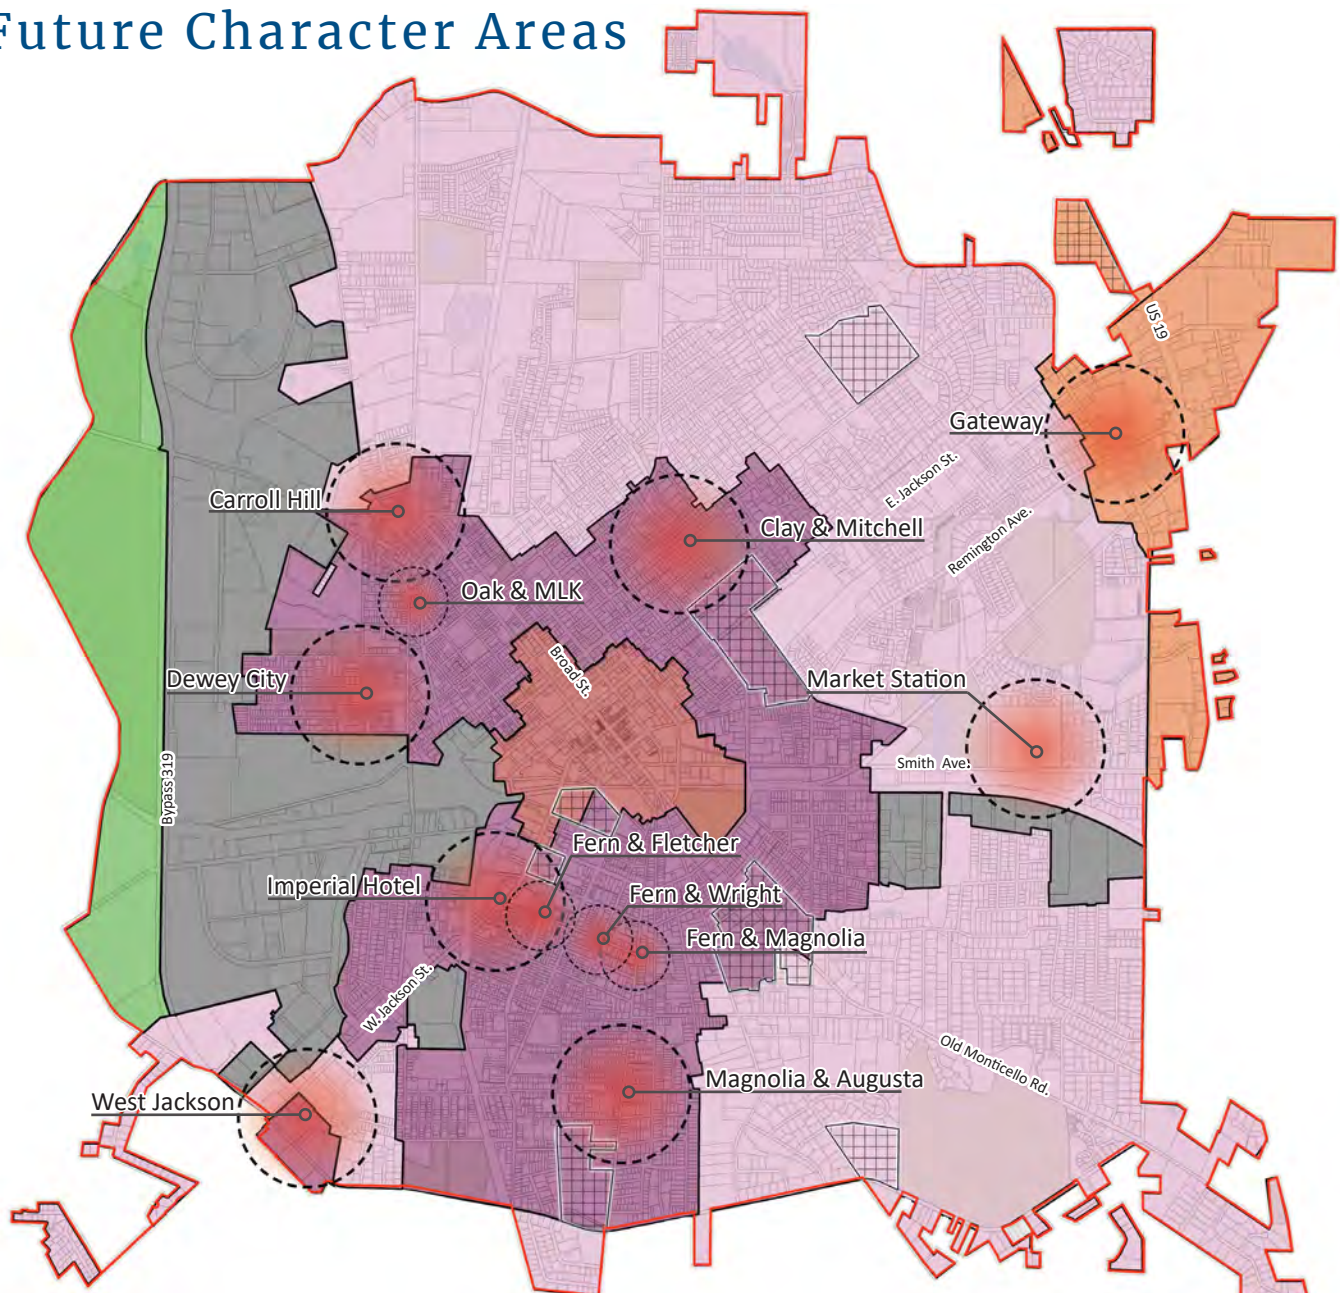 Future Character Areas
US 19
Gateway
E. Jackson St.
Carroll Hill
Clay & Mitchell
Remington Ave.
Oak & MLK
Broad St.
Dewey City
Market Station
Bypass 319
Smith Ave.
Fern & Fletcher
Imperial Hotel
Fern & Wright
Fern & Magnolia
W. Jackson St.
Old Monticello Rd.
Magnolia & Augusta
West Jackson